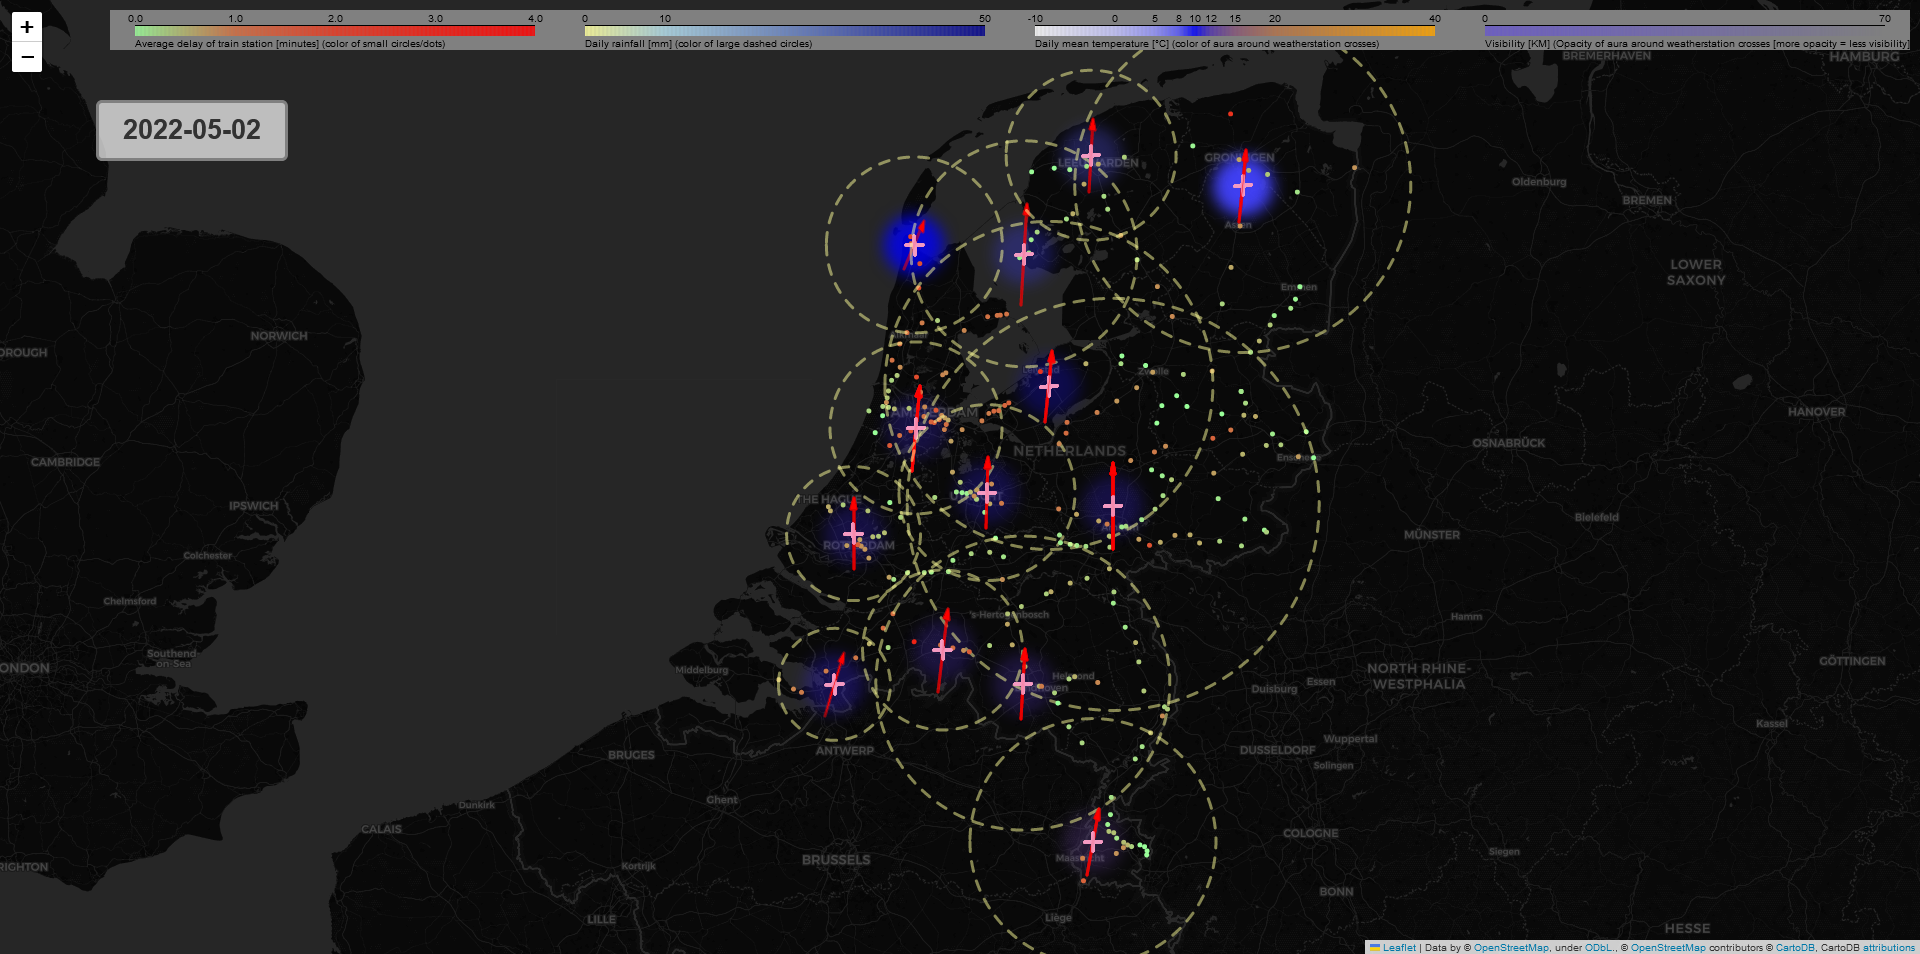 +
−
0.0 1.0 2.0 3.0 4.0
Average delay of train station [minutes] (color of small circles/dots)
0 10 50
Daily rainfall [mm] (color of large dashed circles)
-10 0 5 8 10 12 15 20 40
Daily mean temperature [°C] (color of aura around weatherstation crosses)
0 70
Visibility [KM] (Opacity of aura around weatherstation crosses [more opacity = less visibility]
2022-05-02
BREMERHAVEN
HAMBURG
LEEUWARDEN
GRONINGEN
Oldenburg
BREMEN
Assen
LOWER
SAXONY
Emmen
NORWICH
Alkmaar
Lelystad
Zwolle
AMSTERDAM
HANOVER
OSNABRÜCK
NETHERLANDS
Enschede
CAMBRIDGE
THE HAGUE
UTRECHT
IPSWICH
Bielefeld
MÜNSTER
ROTTERDAM
Colchester
Chelmsford
's-Hertogenbosch
Hamm
Southend-
on Sea
Middelburg
Helmond
Eindhoven
GÖTTINGEN
NORTH RHINE-
WESTPHALIA
Essen
Duisburg
Kassel
Wuppertal
DUSSELDORF
Solingen
ANTWERP
BRUGES
Ghent
Dunkirk
CALAIS
COLOGNE
Siegen
BRUSSELS
Maastricht
Kortrijk
BONN
LILLE
Liège
HESSE
Leaflet | Data by © OpenStreetMap, under ODbL., © OpenStreetMap contributors © CartoDB, CartoDB attributions